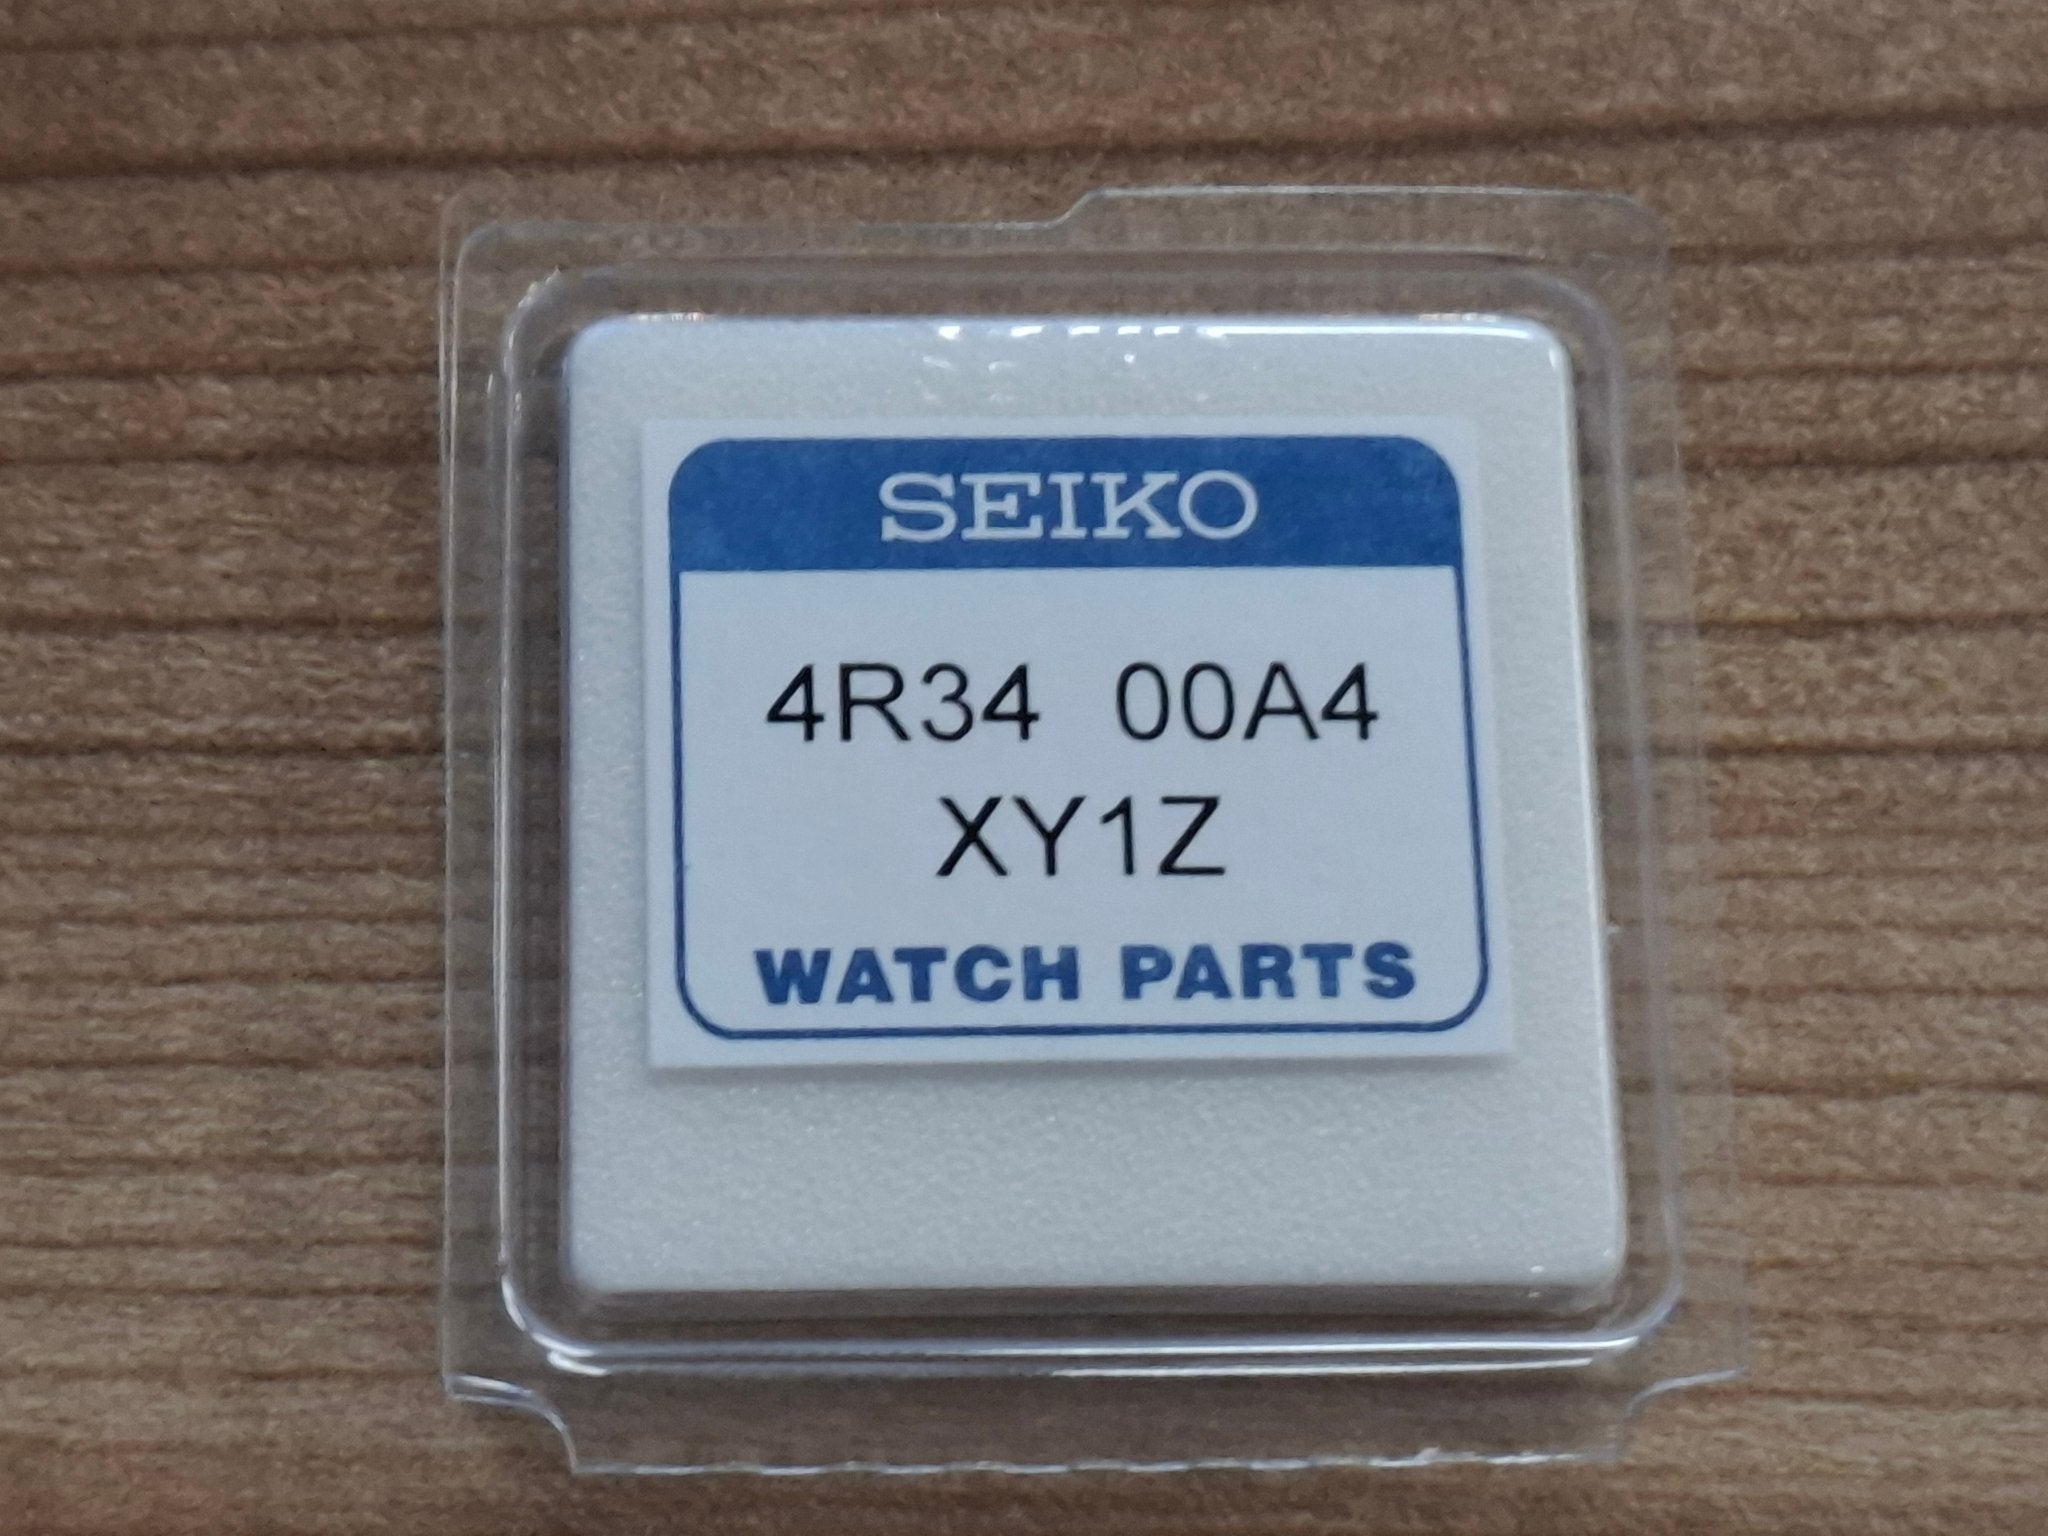 SEIKO
4R34 00A4
XY1Z
WATCH PARTS